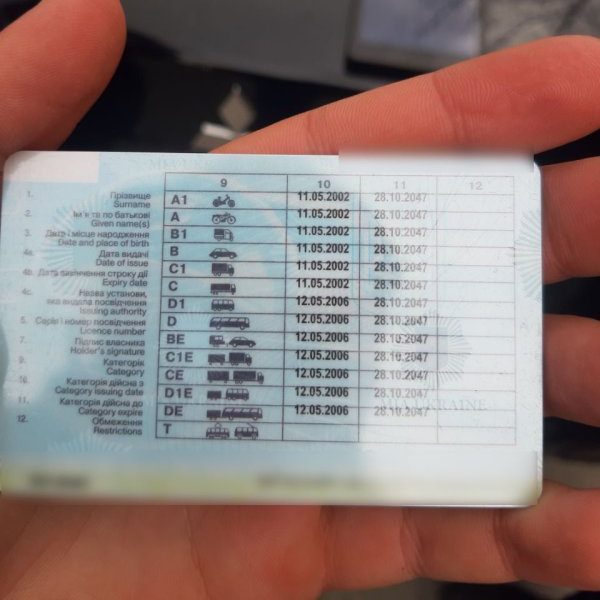 1. Прізвище
Surname
2. Ім'я та по батькові
Given name(s)
3. Дата і місце народження
Date and place of birth
4a. Дата видачі
Date of issue
4b. Дата закінчення строку дії
Expiry date
4c. Назва установи,
яка видала посвідчення
Issuing authority
5. Серія і номер посвідчення
Licence number
7. Підпис власника
Holder's signature
9. Категорія
Category
10. Категорія дійсна з
Category issuing date
11. Категорія дійсна до
Category expire
12. Обмеження
Restrictions
9 10 11 12
A1 11.05.2002 28.10.2047
A 11.05.2002 28.10.2047
B1 11.05.2002 28.10.2047
B 11.05.2002 28.10.2047
C1 11.05.2002 28.10.2047
C 11.05.2002 28.10.2047
D1 12.05.2006 28.10.2047
D 12.05.2006 28.10.2047
BE 12.05.2006 28.10.2047
C1E 12.05.2006 28.10.2047
CE 12.05.2006 28.10.2047
D1E 12.05.2006 28.10.2047
DE 12.05.2006 28.10.2047
T